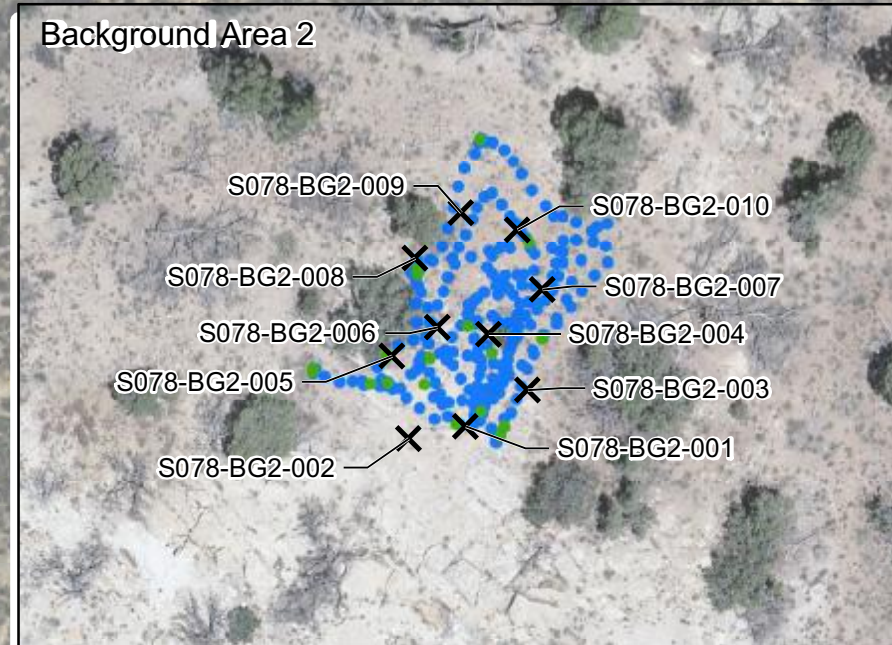 Background Area 2
S078-BG2-009
S078-BG2-010
S078-BG2-008
S078-BG2-007
S078-BG2-006
S078-BG2-004
S078-BG2-005
S078-BG2-003
S078-BG2-001
S078-BG2-002